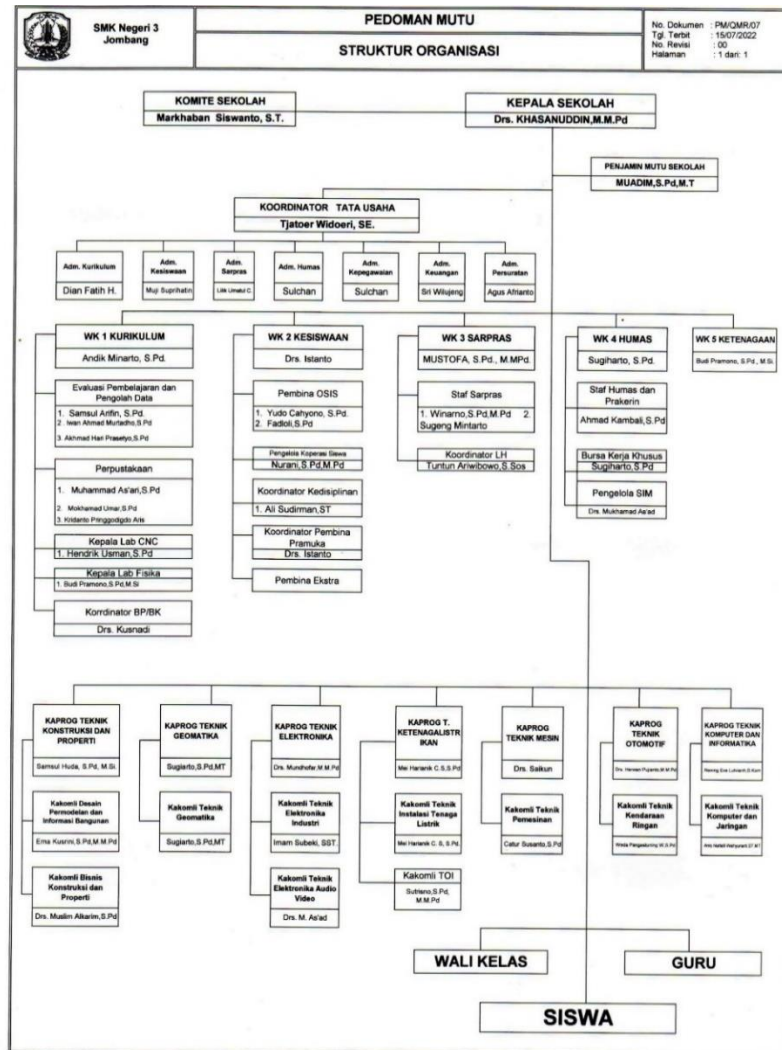 SMK Negeri 3
Jombang
PEDOMAN MUTU
STRUKTUR ORGANISASI
No. Dokumen : PM/QMR/07
Tgl. Terbit : 15/07/2022
No. Revisi : 00
Halaman : 1 dari: 1
KOMITE SEKOLAH
Markhaban Siswanto, S.T.
KEPALA SEKOLAH
Drs. KHASANUDDIN,M.M.Pd
PENJAMIN MUTU SEKOLAH
MUADIM,S.Pd,M.T
KOORDINATOR TATA USAHA
Tjatoer Widoeri, SE.
Adm. Kurikulum
Dian Fatih H.
Adm.
Kesiswaan
Muji Suprihatin
Adm.
Sarpras
Lilik Umatul C.
Adm. Humas
Sulchan
Adm.
Kepegawaian
Sulchan
Adm.
Keuangan
Sri Wilujeng
Adm.
Persuratan
Agus Afrianto
WK 1 KURIKULUM
Andik Minarto, S.Pd.
Evaluasi Pembelajaran dan
Pengolah Data
1. Samsul Arifin, S.Pd.
2. Iwan Ahmad Murtadho,S.Pd
3. Akhmad Hari Prasetyo,S.Pd
Perpustakaan
1. Muhammad As'ari,S.Pd
2. Mokhamad Umar,S.Pd
3. Kridanto Pringgodigdo Aris
Kepala Lab CNC
1. Hendrik Usman,S.Pd
Kepala Lab Fisika
1. Budi Pramono,S.Pd,M.Si
Korrdinator BP/BK
Drs. Kusnadi
WK 2 KESISWAAN
Drs. Istanto
Pembina OSIS
1. Yudo Cahyono, S.Pd.
2. Fadloli,S.Pd
Pengelola Koperasi Siswa
Nurani,S.Pd,M.Pd
Koordinator Kedisiplinan
1. Ali Sudirman,ST
Koordinator Pembina
Pramuka
Drs. Istanto
Pembina Ekstra
WK 3 SARPRAS
MUSTOFA, S.Pd., M.MPd.
Staf Sarpras
1. Winarno,S.Pd,M.Pd 2.
Sugeng Mintarto
Koordinator LH
Tuntun Ariwibowo,S.Sos
WK 4 HUMAS
Sugiharto, S.Pd.
Staf Humas dan
Prakerin
Ahmad Kambali,S.Pd
Bursa Kerja Khusus
Sugiharto,S.Pd
Pengelola SIM
Drs. Mukhamad As'ad
WK 5 KETENAGAAN
Budi Pramono, S.Pd., M.Si.
KAPROG TEKNIK
KONSTRUKSI DAN
PROPERTI
Samsul Huda, S.Pd, M.Si.
Kakomli Desain
Permodelan dan
Informasi Bangunan
Erna Kusrini,S.Pd,M.M.Pd
Kakomli Bisnis
Konstruksi dan
Properti
Drs. Muslim Alkarim,S.Pd
KAPROG TEKNIK
GEOMATIKA
Sugiarto,S.Pd,MT
Kakomli Teknik
Geomatika
Sugiarto,S.Pd,MT
KAPROG TEKNIK
ELEKTRONIKA
Drs. Mundhofar,M.M.Pd
Kakomli Teknik
Elektronika
Industri
Imam Subeki, SST.
Kakomli Teknik
Elektronika Audio
Video
Drs. M. As'ad
KAPROG T.
KETENAGALISTR
IKAN
Mei Harianik C.S,S.Pd
Kakomli Teknik
Instalasi Tenaga
Listrik
Mei Harianik C. S, S.Pd.
Kakomli TOI
Sutrisno,S.Pd,
M.M.Pd
KAPROG
TEKNIK MESIN
Drs. Saikun
Kakomli Teknik
Pemesinan
Catur Susanto,S.Pd
KAPROG
TEKNIK
OTOMOTIF
Kakomli Teknik
Kendaraan
Ringan
KAPROG TEKNIK
KOMPUTER DAN
INFORMATIKA
Kakomli Teknik
Komputer dan
Jaringan
WALI KELAS
GURU
SISWA